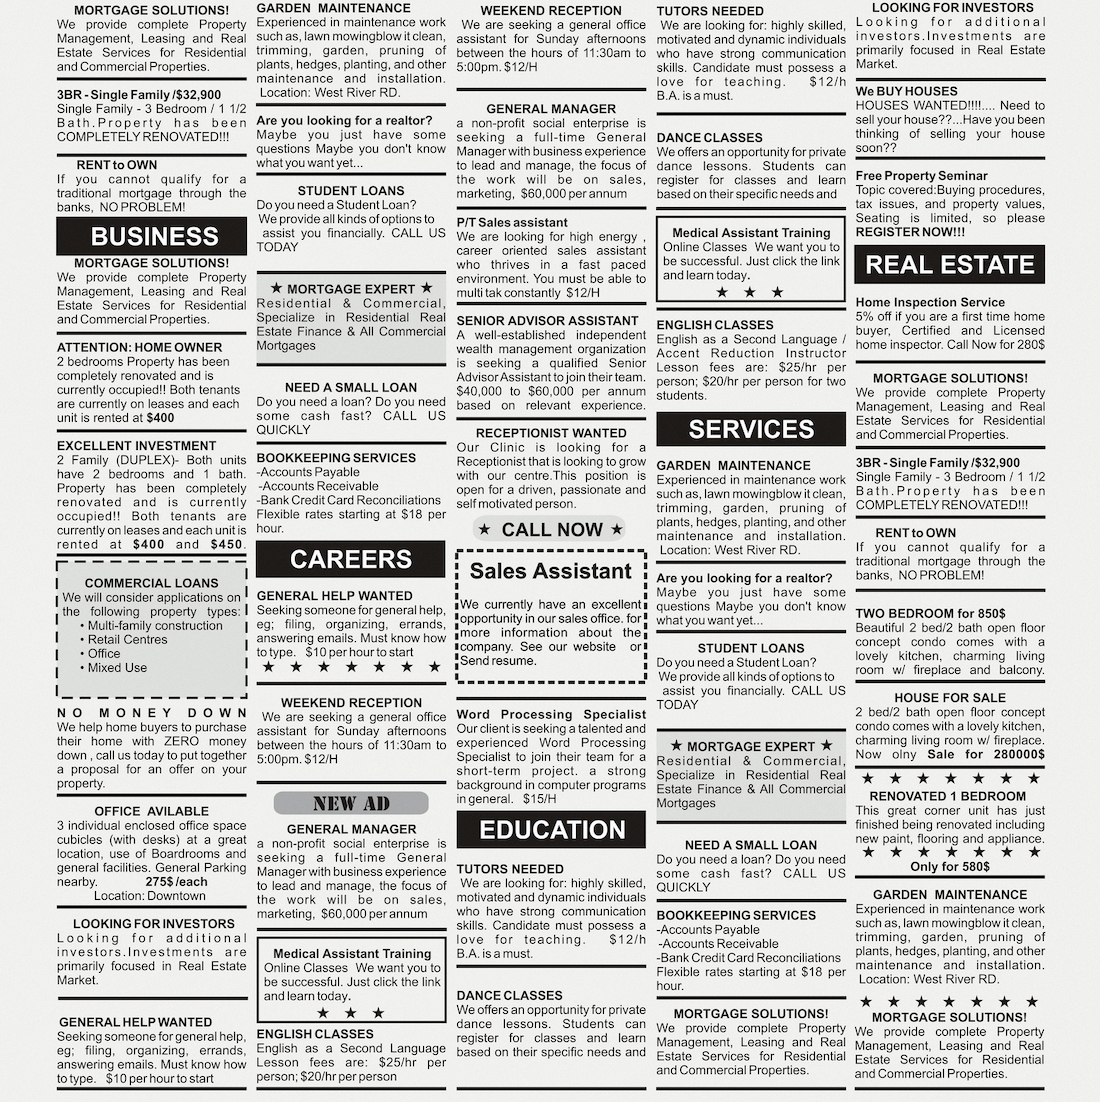 MORTGAGE SOLUTIONS!
We provide complete Property
Management, Leasing and Real
Estate Services for Residential
and Commercial Properties.
3BR - Single Family /$32,900
Single Family - 3 Bedroom / 1 1/2
Bath.Property has been
COMPLETELY RENOVATED!!!
RENT to OWN
If you cannot qualify for a
traditional mortgage through the
banks, NO PROBLEM!
BUSINESS
MORTGAGE SOLUTIONS!
We provide complete Property
Management, Leasing and Real
Estate Services for Residential
and Commercial Properties.
ATTENTION: HOME OWNER
2 bedrooms Property has been
completely renovated and is
currently occupied!! Both tenants
are currently on leases and each
unit is rented at $400
EXCELLENT INVESTMENT
2 Family (DUPLEX)- Both units
have 2 bedrooms and 1 bath.
Property has been completely
renovated and is currently
occupied!! Both tenants are
currently on leases and each unit is
rented at $400 and $450.
COMMERCIAL LOANS
We will consider applications on
the following property types:
• Multi-family construction
• Retail Centres
• Office
• Mixed Use
NO MONEY DOWN
We help home buyers to purchase
their home with ZERO money
down , call us today to put together
a proposal for an offer on your
property.
OFFICE AVILABLE
3 individual enclosed office space
cubicles (with desks) at a great
location, use of Boardrooms and
general facilities. General Parking
nearby. 275$ /each
Location: Downtown
LOOKING FOR INVESTORS
Looking for additional
investors.Investments are
primarily focused in Real Estate
Market.
GENERAL HELP WANTED
Seeking someone for general help,
eg; filing, organizing, errands,
answering emails. Must know how
to type. $10 per hour to start
GARDEN MAINTENANCE
Experienced in maintenance work
such as, lawn mowingblow it clean,
trimming, garden, pruning of
plants, hedges, planting, and other
maintenance and installation.
Location: West River RD.
Are you looking for a realtor?
Maybe you just have some
questions Maybe you don't know
what you want yet...
STUDENT LOANS
Do you need a Student Loan?
We provide all kinds of options to
assist you financially. CALL US
TODAY
★ MORTGAGE EXPERT ★
Residential & Commercial,
Specialize in Residential Real
Estate Finance & All Commercial
Mortgages
NEED A SMALL LOAN
Do you need a loan? Do you need
some cash fast? CALL US
QUICKLY
BOOKKEEPING SERVICES
-Accounts Payable
-Accounts Receivable
-Bank Credit Card Reconciliations
Flexible rates starting at $18 per
hour.
CAREERS
GENERAL HELP WANTED
Seeking someone for general help,
eg; filing, organizing, errands,
answering emails. Must know how
to type. $10 per hour to start
★ ★ ★ ★ ★ ★ ★
WEEKEND RECEPTION
We are seeking a general office
assistant for Sunday afternoons
between the hours of 11:30am to
5:00pm. $12/H
NEW AD
GENERAL MANAGER
a non-profit social enterprise is
seeking a full-time General
Manager with business experience
to lead and manage, the focus of
the work will be on sales,
marketing, $60,000 per annum
Medical Assistant Training
Online Classes We want you to
be successful. Just click the link
and learn today.
★ ★ ★
ENGLISH CLASSES
English as a Second Language
Lesson fees are: $25/hr per
person; $20/hr per person
WEEKEND RECEPTION
We are seeking a general office
assistant for Sunday afternoons
between the hours of 11:30am to
5:00pm. $12/H
GENERAL MANAGER
a non-profit social enterprise is
seeking a full-time General
Manager with business experience
to lead and manage, the focus of
the work will be on sales,
marketing, $60,000 per annum
P/T Sales assistant
We are looking for high energy ,
career oriented sales assistant
who thrives in a fast paced
environment. You must be able to
multi tak constantly $12/H
SENIOR ADVISOR ASSISTANT
A well-established independent
wealth management organization
is seeking a qualified Senior
Advisor Assistant to join their team.
$40,000 to $60,000 per annum
based on relevant experience.
RECEPTIONIST WANTED
Our Clinic is looking for a
Receptionist that is looking to grow
with our centre.This position is
open for a driven, passionate and
self motivated person.
★ CALL NOW ★
Sales Assistant
We currently have an excellent
opportunity in our sales office. for
more information about the
company. See our website or
Send resume.
Word Processing Specialist
Our client is seeking a talented and
experienced Word Processing
Specialist to join their team for a
short-term project. a strong
background in computer programs
in general. $15/H
EDUCATION
TUTORS NEEDED
We are looking for: highly skilled,
motivated and dynamic individuals
who have strong communication
skills. Candidate must possess a
love for teaching. $12/h
B.A. is a must.
DANCE CLASSES
We offers an opportunity for private
dance lessons. Students can
register for classes and learn
based on their specific needs and
TUTORS NEEDED
We are looking for: highly skilled,
motivated and dynamic individuals
who have strong communication
skills. Candidate must possess a
love for teaching. $12/h
B.A. is a must.
DANCE CLASSES
We offers an opportunity for private
dance lessons. Students can
register for classes and learn
based on their specific needs and
Medical Assistant Training
Online Classes We want you to
be successful. Just click the link
and learn today.
★ ★ ★
ENGLISH CLASSES
English as a Second Language /
Accent Reduction Instructor
Lesson fees are: $25/hr per
person; $20/hr per person for two
students.
SERVICES
GARDEN MAINTENANCE
Experienced in maintenance work
such as, lawn mowingblow it clean,
trimming, garden, pruning of
plants, hedges, planting, and other
maintenance and installation.
Location: West River RD.
Are you looking for a realtor?
Maybe you just have some
questions Maybe you don't know
what you want yet...
STUDENT LOANS
Do you need a Student Loan?
We provide all kinds of options to
assist you financially. CALL US
TODAY
★ MORTGAGE EXPERT ★
Residential & Commercial,
Specialize in Residential Real
Estate Finance & All Commercial
Mortgages
NEED A SMALL LOAN
Do you need a loan? Do you need
some cash fast? CALL US
QUICKLY
BOOKKEEPING SERVICES
-Accounts Payable
-Accounts Receivable
-Bank Credit Card Reconciliations
Flexible rates starting at $18 per
hour.
MORTGAGE SOLUTIONS!
We provide complete Property
Management, Leasing and Real
Estate Services for Residential
and Commercial Properties.
LOOKING FOR INVESTORS
Looking for additional
investors.Investments are
primarily focused in Real Estate
Market.
We BUY HOUSES
HOUSES WANTED!!!!.... Need to
sell your house??...Have you been
thinking of selling your house
soon??
Free Property Seminar
Topic covered:Buying procedures,
tax issues, and property values,
Seating is limited, so please
REGISTER NOW!!!
REAL ESTATE
Home Inspection Service
5% off if you are a first time home
buyer, Certified and Licensed
home inspector. Call Now for 280$
MORTGAGE SOLUTIONS!
We provide complete Property
Management, Leasing and Real
Estate Services for Residential
and Commercial Properties.
3BR - Single Family /$32,900
Single Family - 3 Bedroom / 1 1/2
Bath.Property has been
COMPLETELY RENOVATED!!!
RENT to OWN
If you cannot qualify for a
traditional mortgage through the
banks, NO PROBLEM!
TWO BEDROOM for 850$
Beautiful 2 bed/2 bath open floor
concept condo comes with a
lovely kitchen, charming living
room w/ fireplace and balcony.
HOUSE FOR SALE
2 bed/2 bath open floor concept
condo comes with a lovely kitchen,
charming living room w/ fireplace.
Now olny Sale for 280000$
★ ★ ★ ★ ★ ★ ★
RENOVATED 1 BEDROOM
This great corner unit has just
finished being renovated including
new paint, flooring and appliance.
★ ★ ★ ★ ★ ★ ★
Only for 580$
GARDEN MAINTENANCE
Experienced in maintenance work
such as, lawn mowingblow it clean,
trimming, garden, pruning of
plants, hedges, planting, and other
maintenance and installation.
Location: West River RD.
★ ★ ★ ★ ★ ★ ★
MORTGAGE SOLUTIONS!
We provide complete Property
Management, Leasing and Real
Estate Services for Residential
and Commercial Properties.